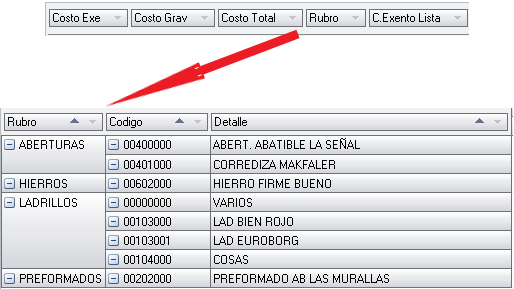 Costo Exe Costo Grav Costo Total Rubro C.Exento Lista
Rubro Codigo Detalle
ABERTURAS 00400000 ABERT. ABATIBLE LA SEÑAL
00401000 CORREDIZA MAKFALER
HIERROS 00602000 HIERRO FIRME BUENO
LADRILLOS 00000000 VARIOS
00103000 LAD BIEN ROJO
00103001 LAD EUROBORG
00104000 COSAS
PREFORMADOS 00202000 PREFORMADO AB LAS MURALLAS